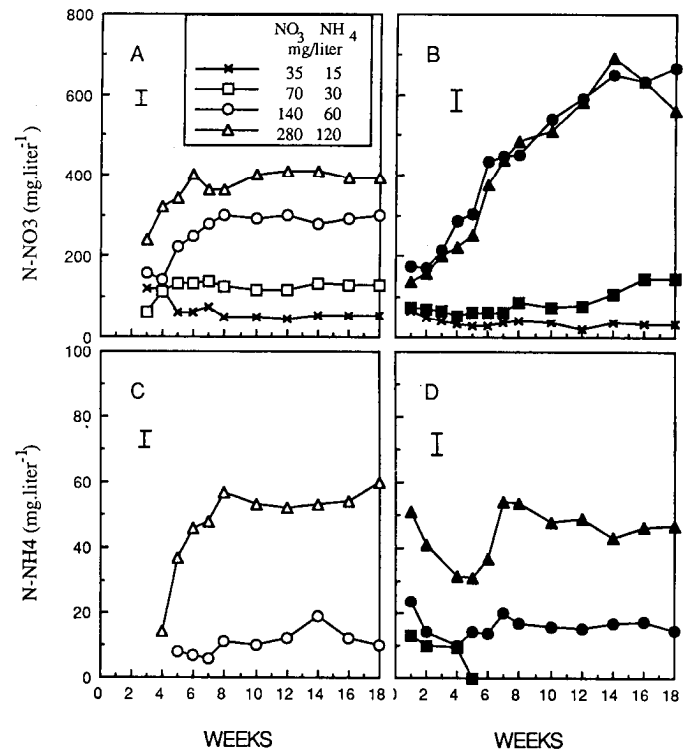 A
NO3 NH4
mg/liter
35 15
70 30
140 60
280 120
B
800
600
400
200
0
N-NO3 (mg.liter-1)
C
D
100
80
60
40
20
0
N-NH4 (mg.liter-1)
0 2 4 6 8 10 12 14 16 18
2 4 6 8 10 12 14 16 18
WEEKS
WEEKS